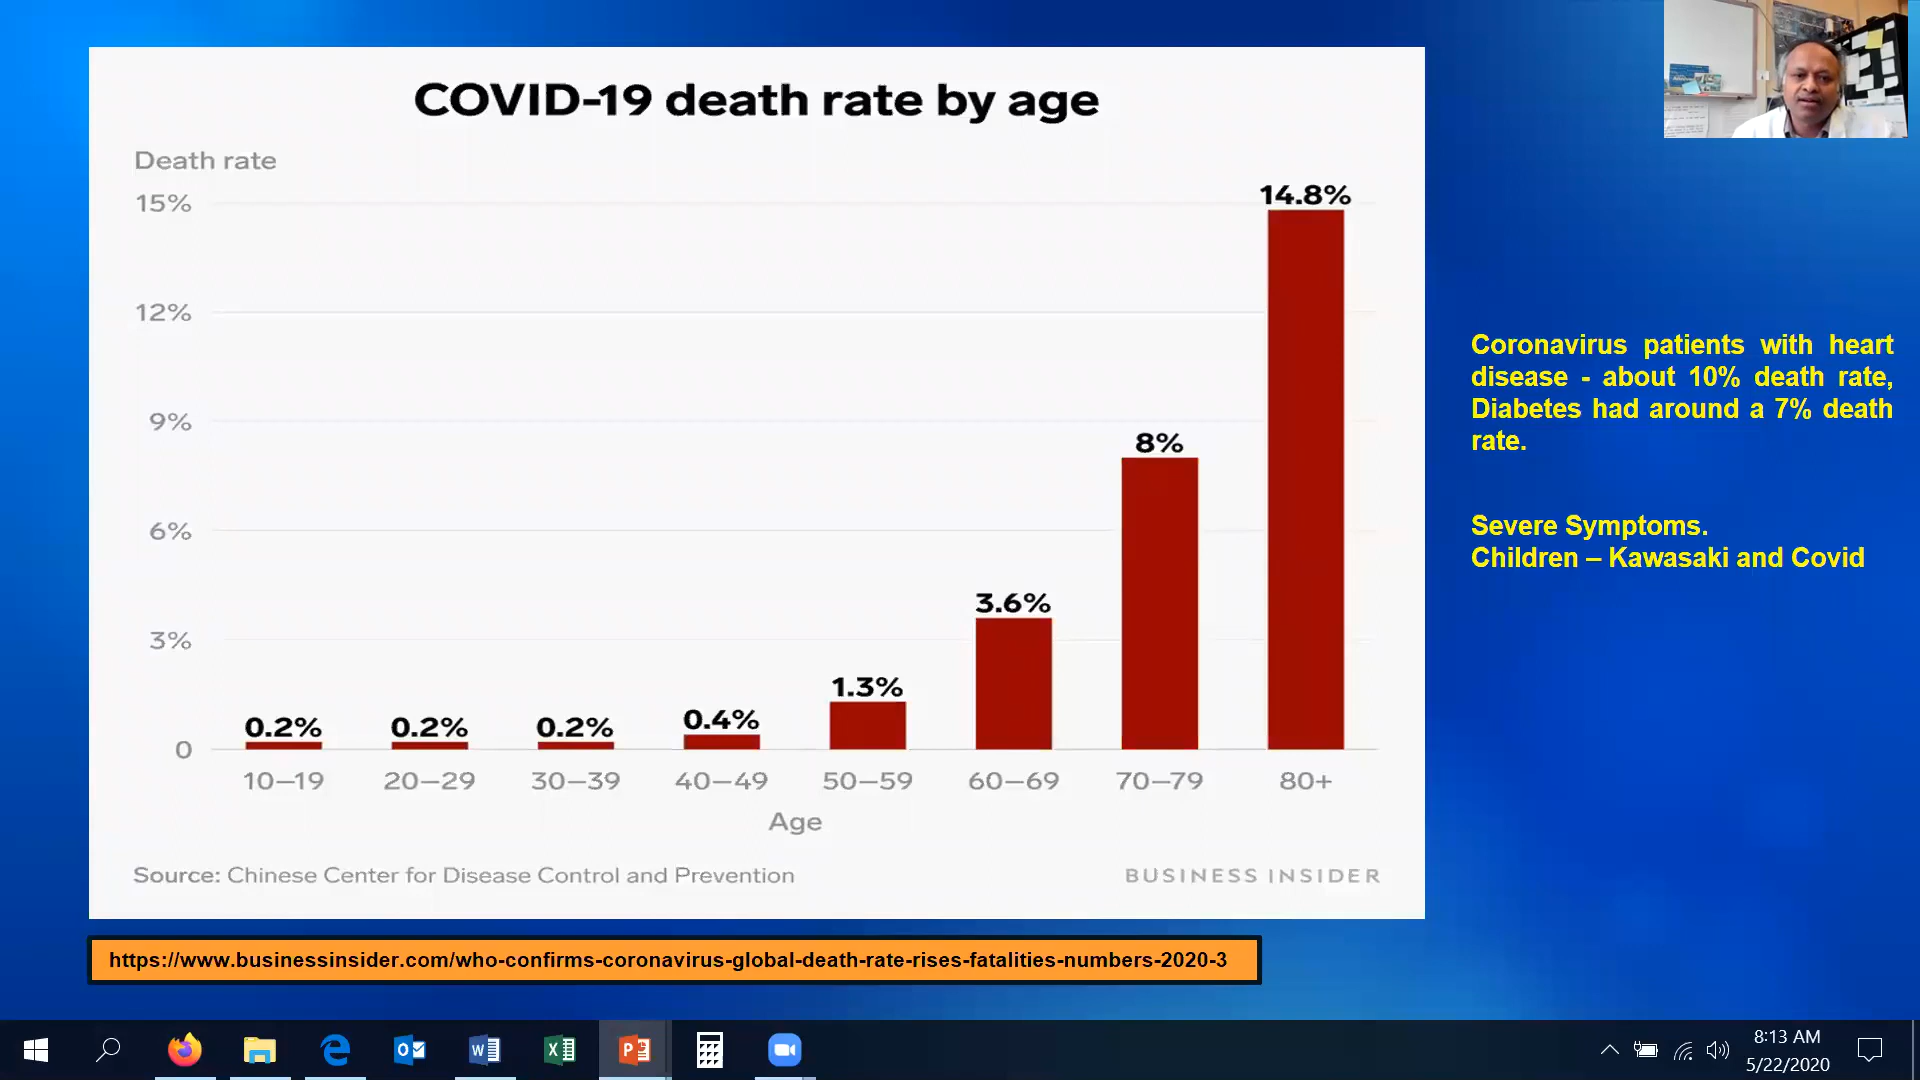 COVID-19 death rate by age
Death rate
15%
12%
9%
6%
3%
0
0.2%
0.2%
0.2%
0.4%
1.3%
3.6%
8%
14.8%
10–19
20–29
30–39
40–49
50–59
60–69
70–79
80+
Age
Source: Chinese Center for Disease Control and Prevention
BUSINESS INSIDER
Coronavirus patients with heart
disease - about 10% death rate,
Diabetes had around a 7% death
rate.
Severe Symptoms.
Children – Kawasaki and Covid
https://www.businessinsider.com/who-confirms-coronavirus-global-death-rate-rises-fatalities-numbers-2020-3
8:13 AM
5/22/2020